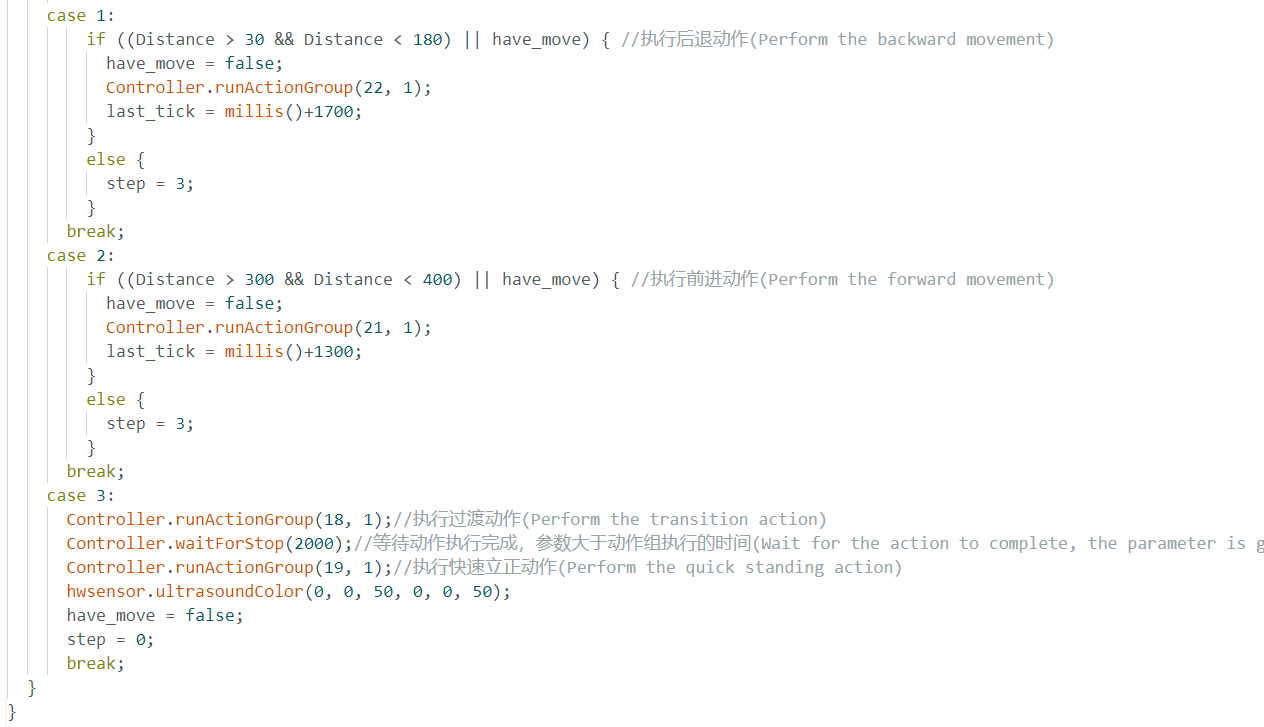 case 1:
if ((Distance > 30 && Distance < 180) || have_move) { //执行后退动作(Perform the backward movement)
have_move = false;
Controller.runActionGroup(22, 1);
last_tick = millis()+1700;
}
else {
step = 3;
}
break;
case 2:
if ((Distance > 300 && Distance < 400) || have_move) { //执行前进动作(Perform the forward movement)
have_move = false;
Controller.runActionGroup(21, 1);
last_tick = millis()+1300;
}
else {
step = 3;
}
break;
case 3:
Controller.runActionGroup(18, 1);//执行过渡动作(Perform the transition action)
Controller.waitForStop(2000);//等待动作执行完成，参数大于动作组执行的时间(Wait for the action to complete, the parameter is g
Controller.runActionGroup(19, 1);//执行快速立正动作(Perform the quick standing action)
hwsensor.ultrasoundColor(0, 0, 50, 0, 0, 50);
have_move = false;
step = 0;
break;
}
}